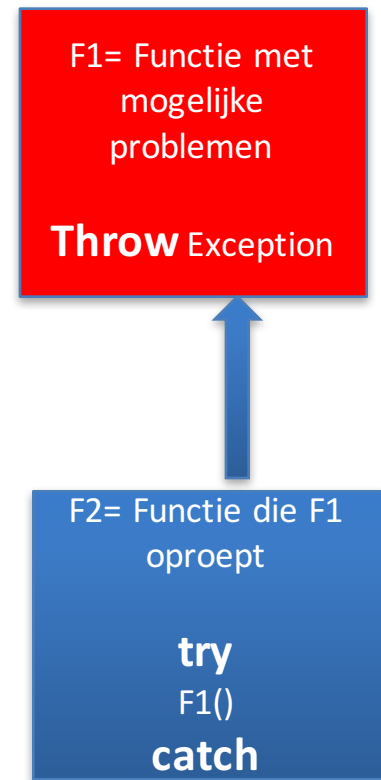 F1= Functie met
mogelijke
problemen
Throw Exception
F2= Functie die F1
oproept
try
F1()
catch